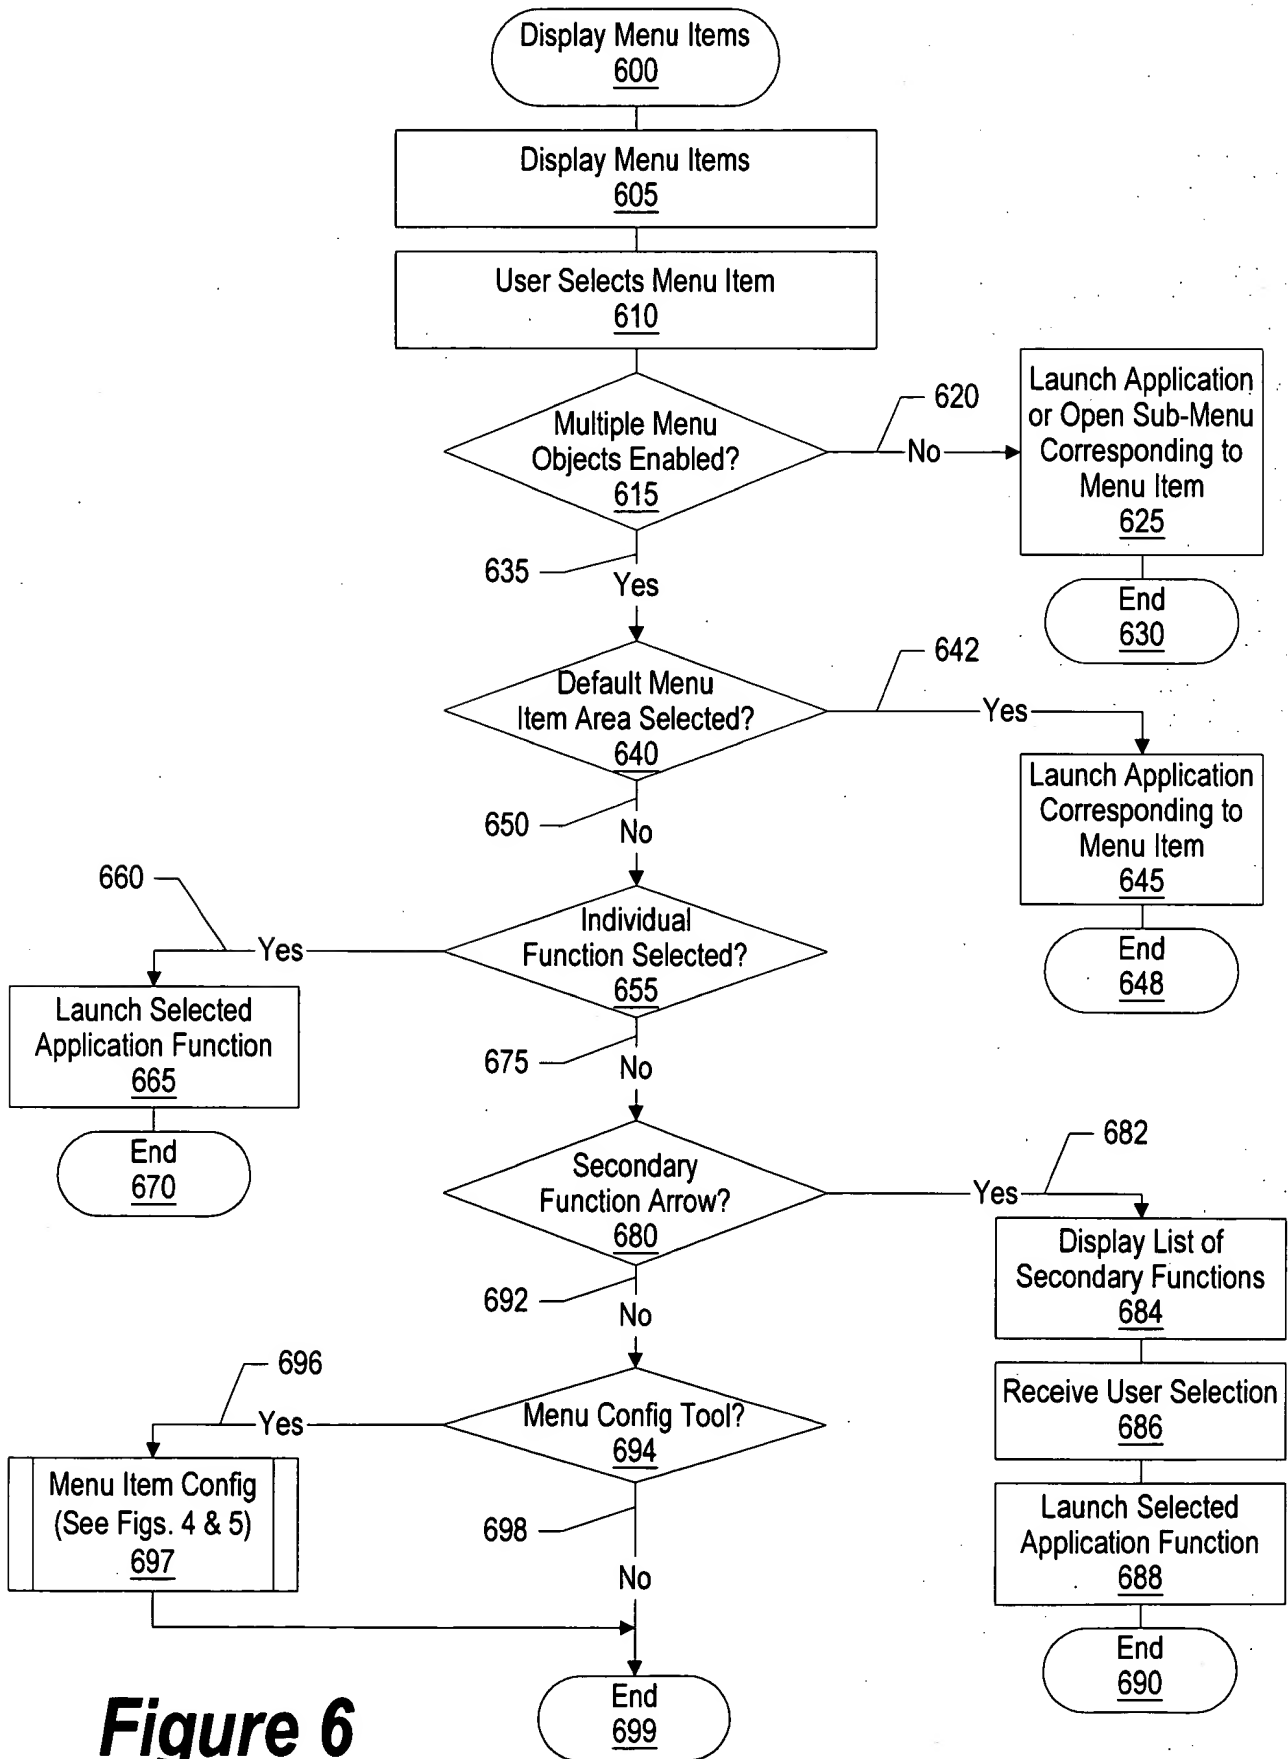 Display Menu Items
600
Display Menu Items
605
User Selects Menu Item
610
Multiple Menu
Objects Enabled?
615
620
No
Launch Application
or Open Sub-Menu
Corresponding to
Menu Item
625
End
630
635
Yes
Default Menu
Item Area Selected?
640
642
Yes
Launch Application
Corresponding to
Menu Item
645
End
648
650
No
Individual
Function Selected?
655
660
Yes
Launch Selected
Application Function
665
End
670
675
No
Secondary
Function Arrow?
680
682
Yes
Display List of
Secondary Functions
684
Receive User Selection
686
Launch Selected
Application Function
688
End
690
692
No
Menu Config Tool?
694
696
Yes
Menu Item Config
(See Figs. 4 & 5)
697
698
No
End
699
Figure 6